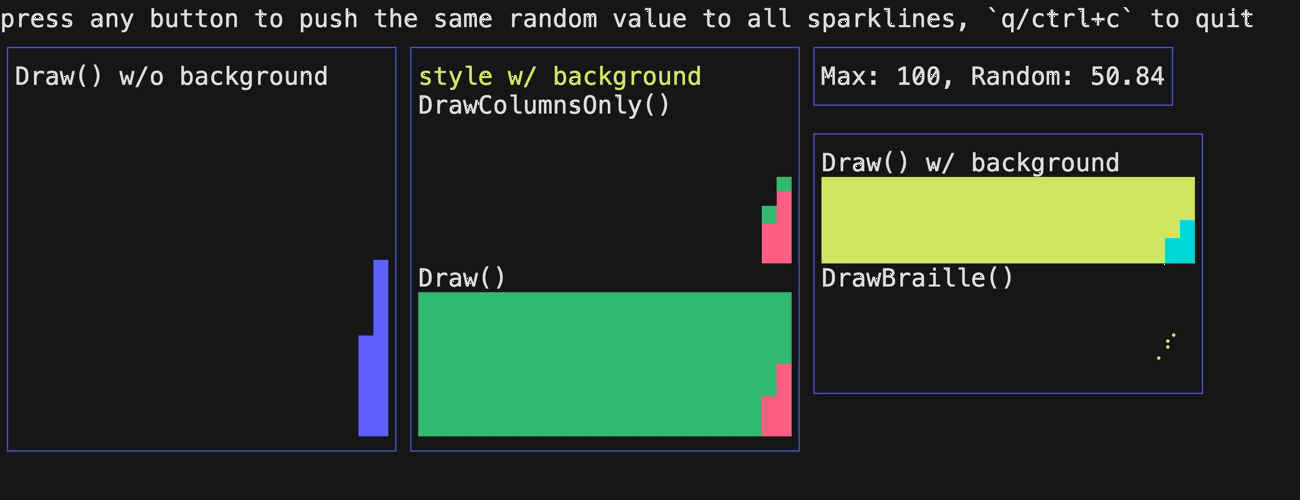 press any button to push the same random value to all sparklines, `q/ctrl+c` to quit
Draw() w/o background
style w/ background
DrawColumnsOnly()
Draw()
Max: 100, Random: 50.84
Draw() w/ background
DrawBraille()